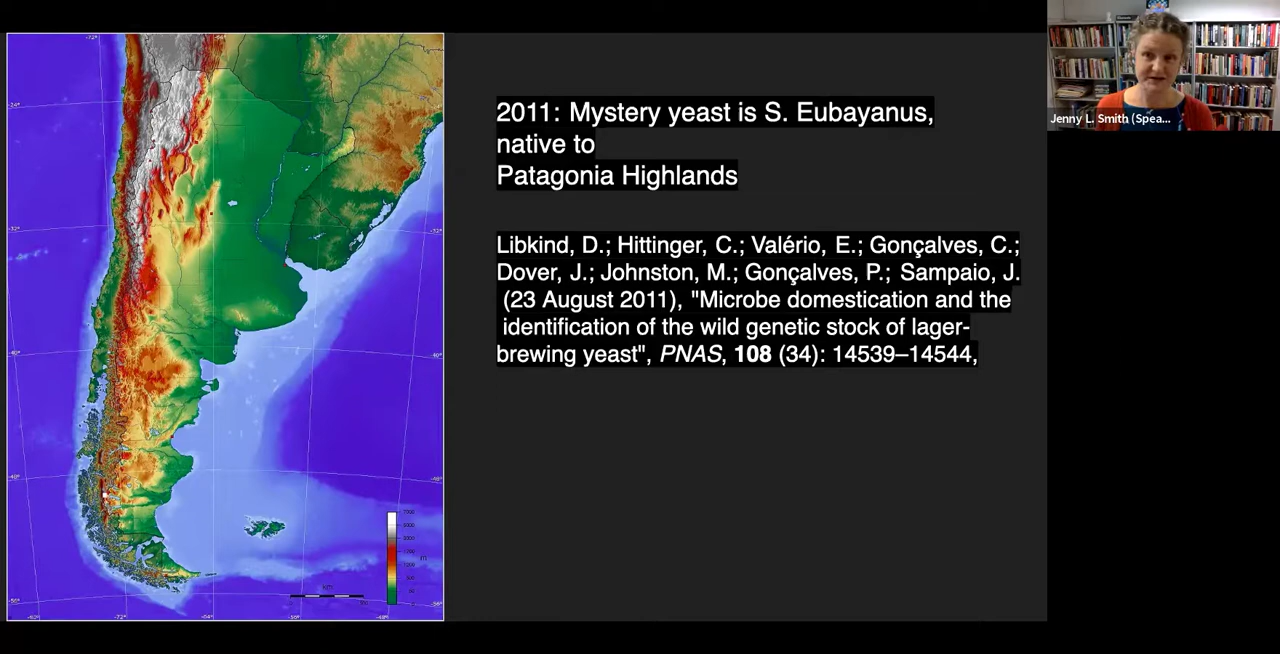 2011: Mystery yeast is S. Eubayanus,
native to
Patagonia Highlands
Libkind, D.; Hittinger, C.; Valério, E.; Gonçalves, C.;
Dover, J.; Johnston, M.; Gonçalves, P.; Sampaio, J.
(23 August 2011), "Microbe domestication and the
identification of the wild genetic stock of lager-
brewing yeast", PNAS, 108 (34): 14539–14544,
Jenny L. Smith (Spea...